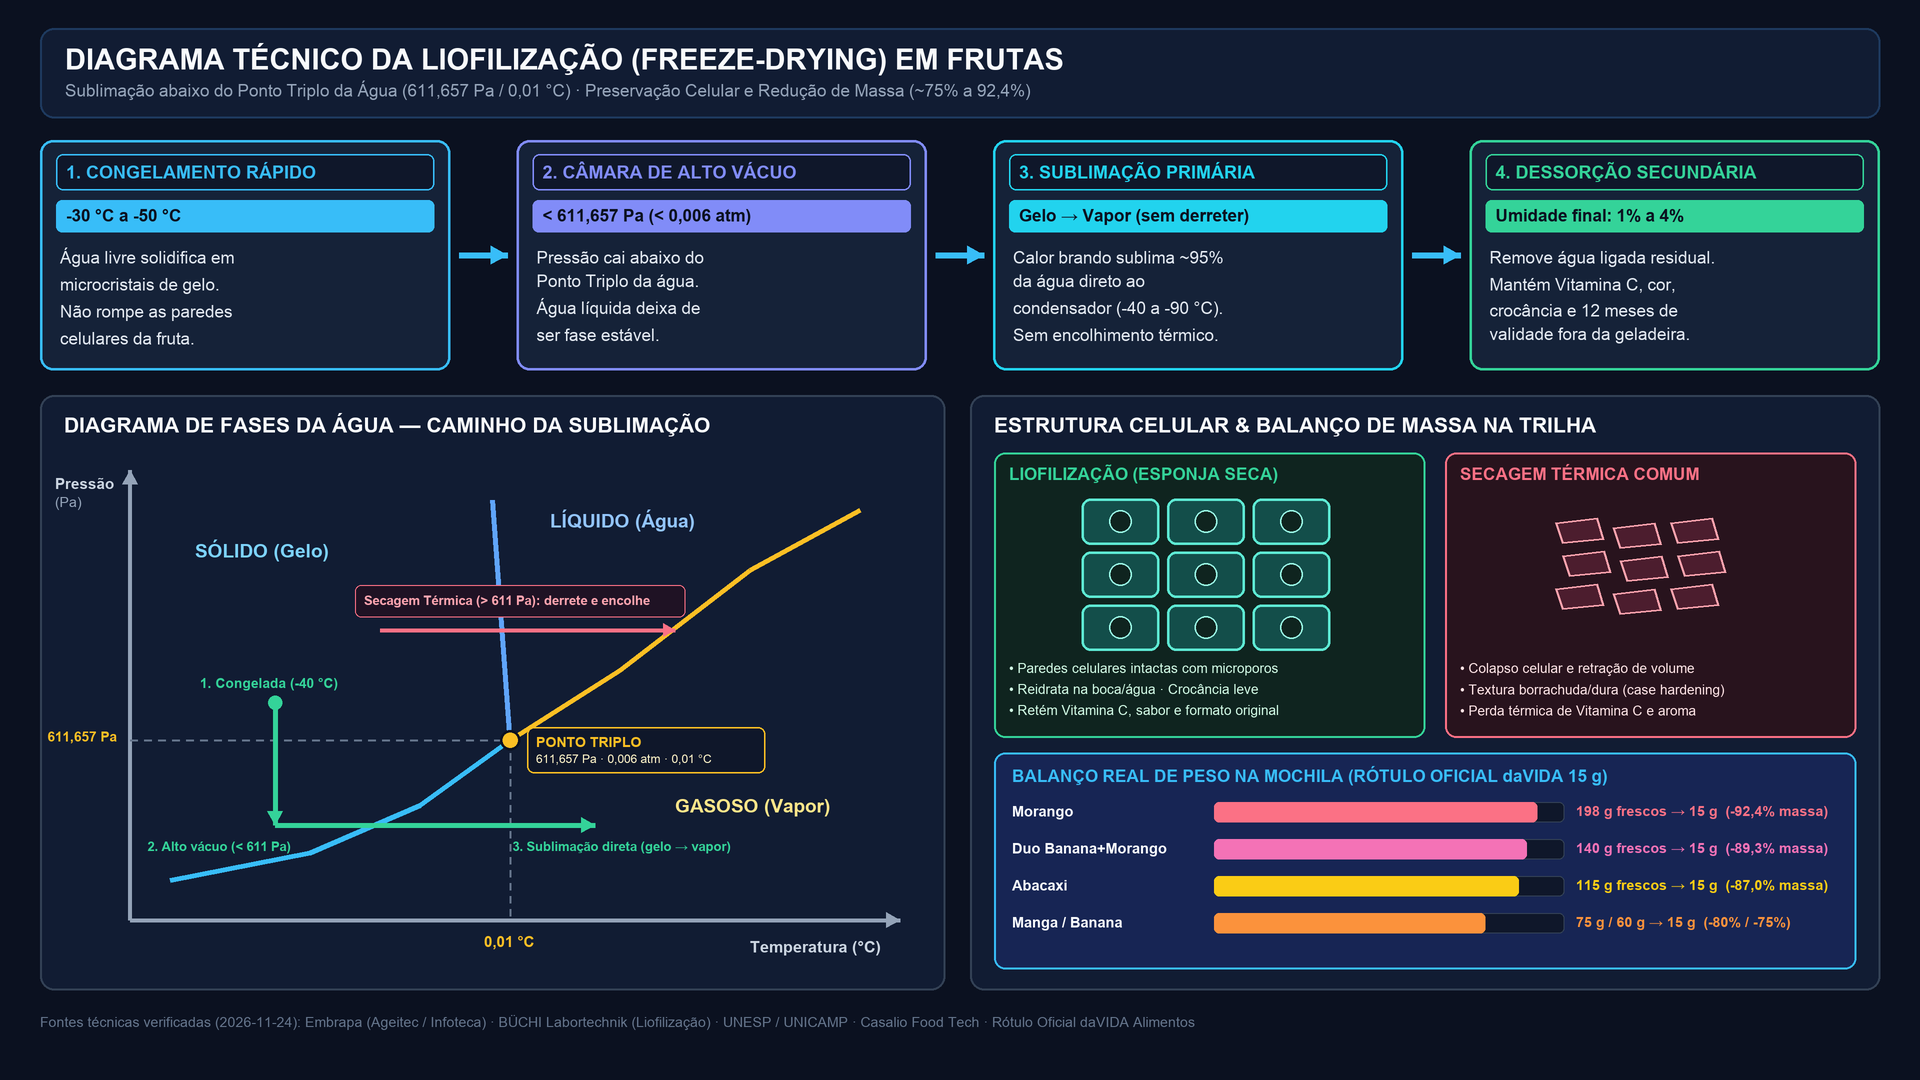 DIAGRAMA TÉCNICO DA LIOFILIZAÇÃO (FREEZE-DRYING) EM FRUTAS
Sublimação abaixo do Ponto Triplo da Água (611,657 Pa / 0,01 °C) · Preservação Celular e Redução de Massa (~75% a 92,4%)
1. CONGELAMENTO RÁPIDO
-30 °C a -50 °C
Água livre solidifica em
microcristais de gelo.
Não rompe as paredes
celulares da fruta.
2. CÂMARA DE ALTO VÁCUO
< 611,657 Pa (< 0,006 atm)
Pressão cai abaixo do
Ponto Triplo da água.
Água líquida deixa de
ser fase estável.
3. SUBLIMAÇÃO PRIMÁRIA
Gelo → Vapor (sem derreter)
Calor brando sublima ~95%
da água direto ao
condensador (-40 a -90 °C).
Sem encolhimento térmico.
4. DESSORÇÃO SECUNDÁRIA
Umidade final: 1% a 4%
Remove água ligada residual.
Mantém Vitamina C, cor,
crocância e 12 meses de
validade fora da geladeira.
DIAGRAMA DE FASES DA ÁGUA — CAMINHO DA SUBLIMAÇÃO
Pressão
(Pa)
LÍQUIDO (Água)
SÓLIDO (Gelo)
Secagem Térmica (> 611 Pa): derrete e encolhe
1. Congelada (-40 °C)
611,657 Pa
PONTO TRIPLO
611,657 Pa · 0,006 atm · 0,01 °C
GASOSO (Vapor)
2. Alto vácuo (< 611 Pa)
3. Sublimação direta (gelo → vapor)
0,01 °C
Temperatura (°C)
ESTRUTURA CELULAR & BALANÇO DE MASSA NA TRILHA
LIOFILIZAÇÃO (ESPONJA SECA)
• Paredes celulares intactas com microporos
• Reidrata na boca/água · Crocância leve
• Retém Vitamina C, sabor e formato original
SECAGEM TÉRMICA COMUM
• Colapso celular e retração de volume
• Textura borrachuda/dura (case hardening)
• Perda térmica de Vitamina C e aroma
BALANÇO REAL DE PESO NA MOCHILA (RÓTULO OFICIAL daVIDA 15 g)
Morango 198 g frescos → 15 g (-92,4% massa)
Duo Banana+Morango 140 g frescos → 15 g (-89,3% massa)
Abacaxi 115 g frescos → 15 g (-87,0% massa)
Manga / Banana 75 g / 60 g → 15 g (-80% / -75%)
Fontes técnicas verificadas (2026-11-24): Embrapa (Ageitec / Infoteca) · BÜCHI Labortechnik (Liofilização) · UNESP / UNICAMP · Casalio Food Tech · Rótulo Oficial daVIDA Alimentos